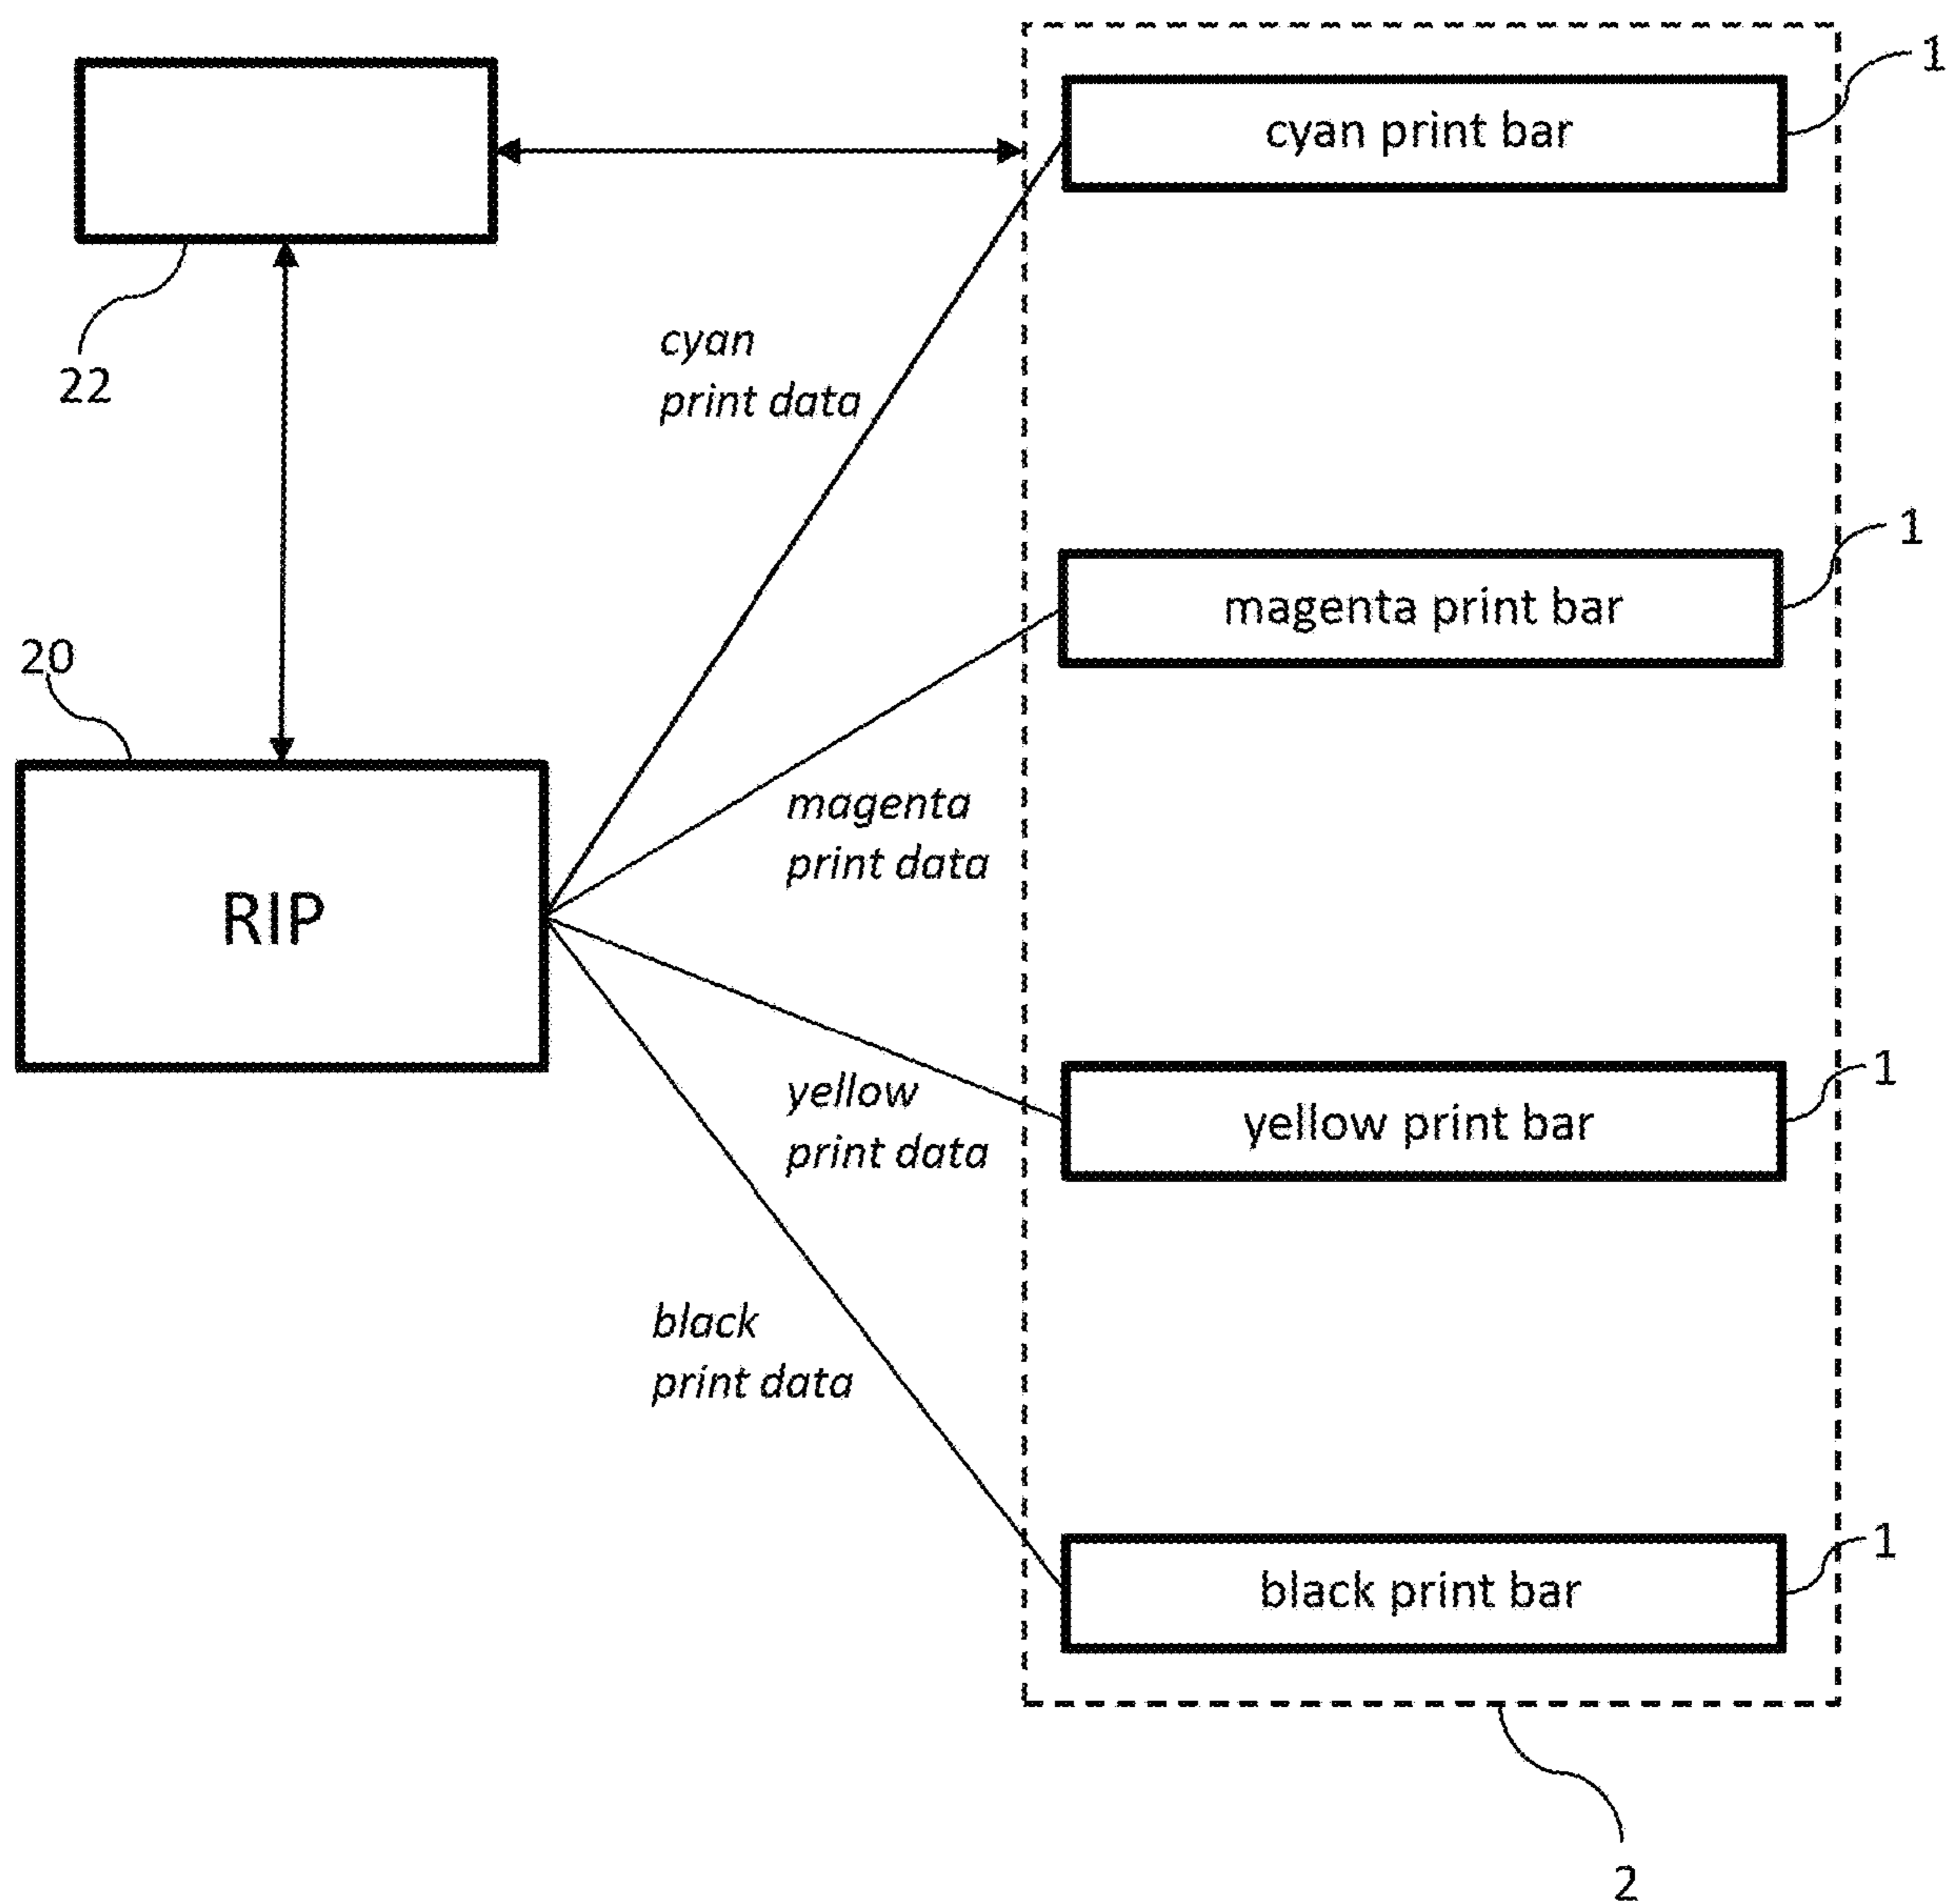 1
cyan print bar
22
cyan
print data
1
magenta print bar
20
magenta
print data
RIP
1
yellow print bar
yellow
print data
black
print data
1
black print bar
2